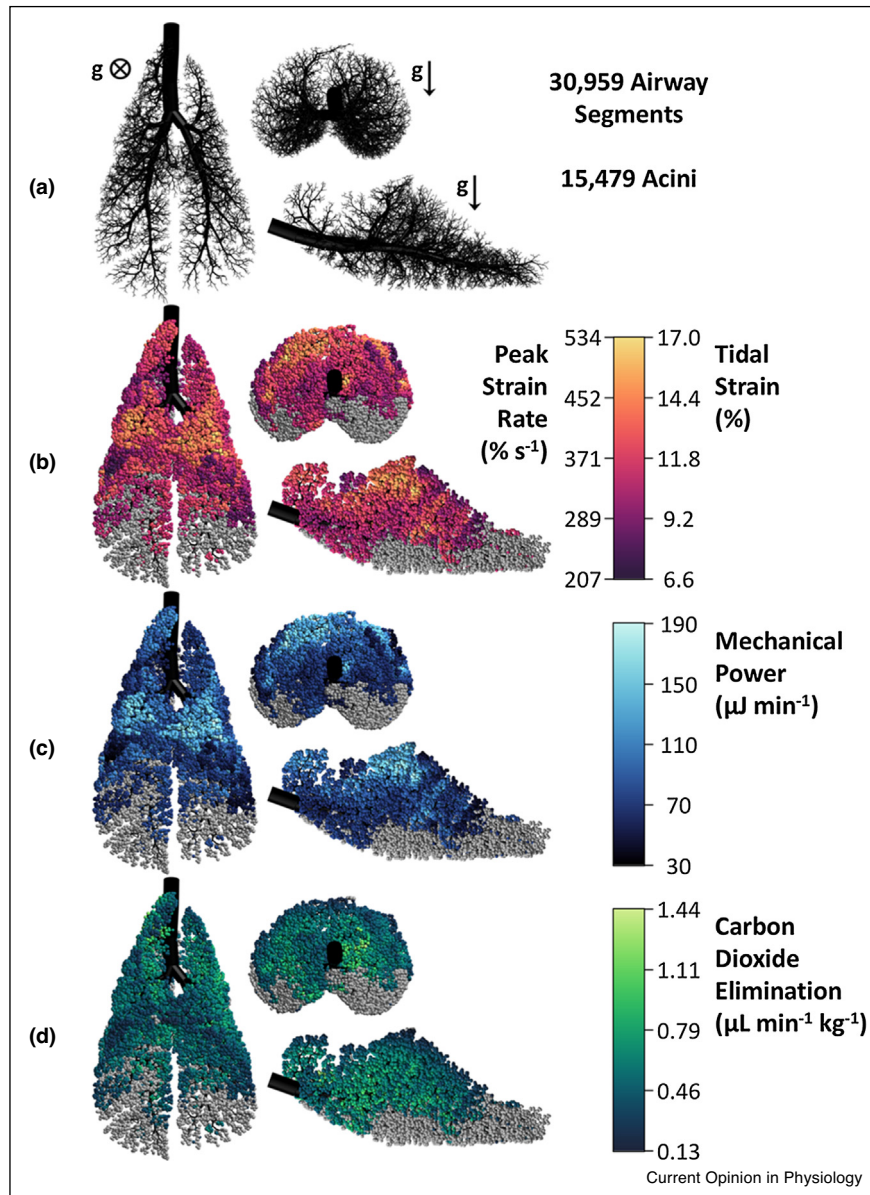 g ⊗
g ↓
g ↓
30,959 Airway
Segments
15,479 Acini
(a)
(b)
Peak
Strain
Rate
(% s⁻¹)
534
452
371
289
207
17.0
14.4
11.8
9.2
6.6
Tidal
Strain
(%)
(c)
190
150
110
70
30
Mechanical
Power
(µJ min⁻¹)
(d)
1.44
1.11
0.79
0.46
0.13
Carbon
Dioxide
Elimination
(µL min⁻¹ kg⁻¹)
Current Opinion in Physiology